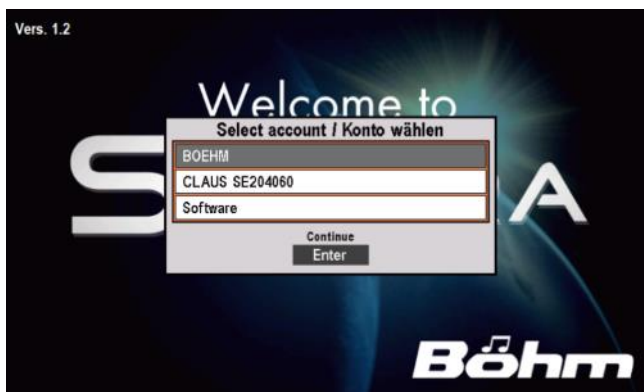 Vers. 1.2
Welcome to
Select account / Konto wählen
BOEHM
CLAUS SE204060
Software
Continue
Enter
Böhm